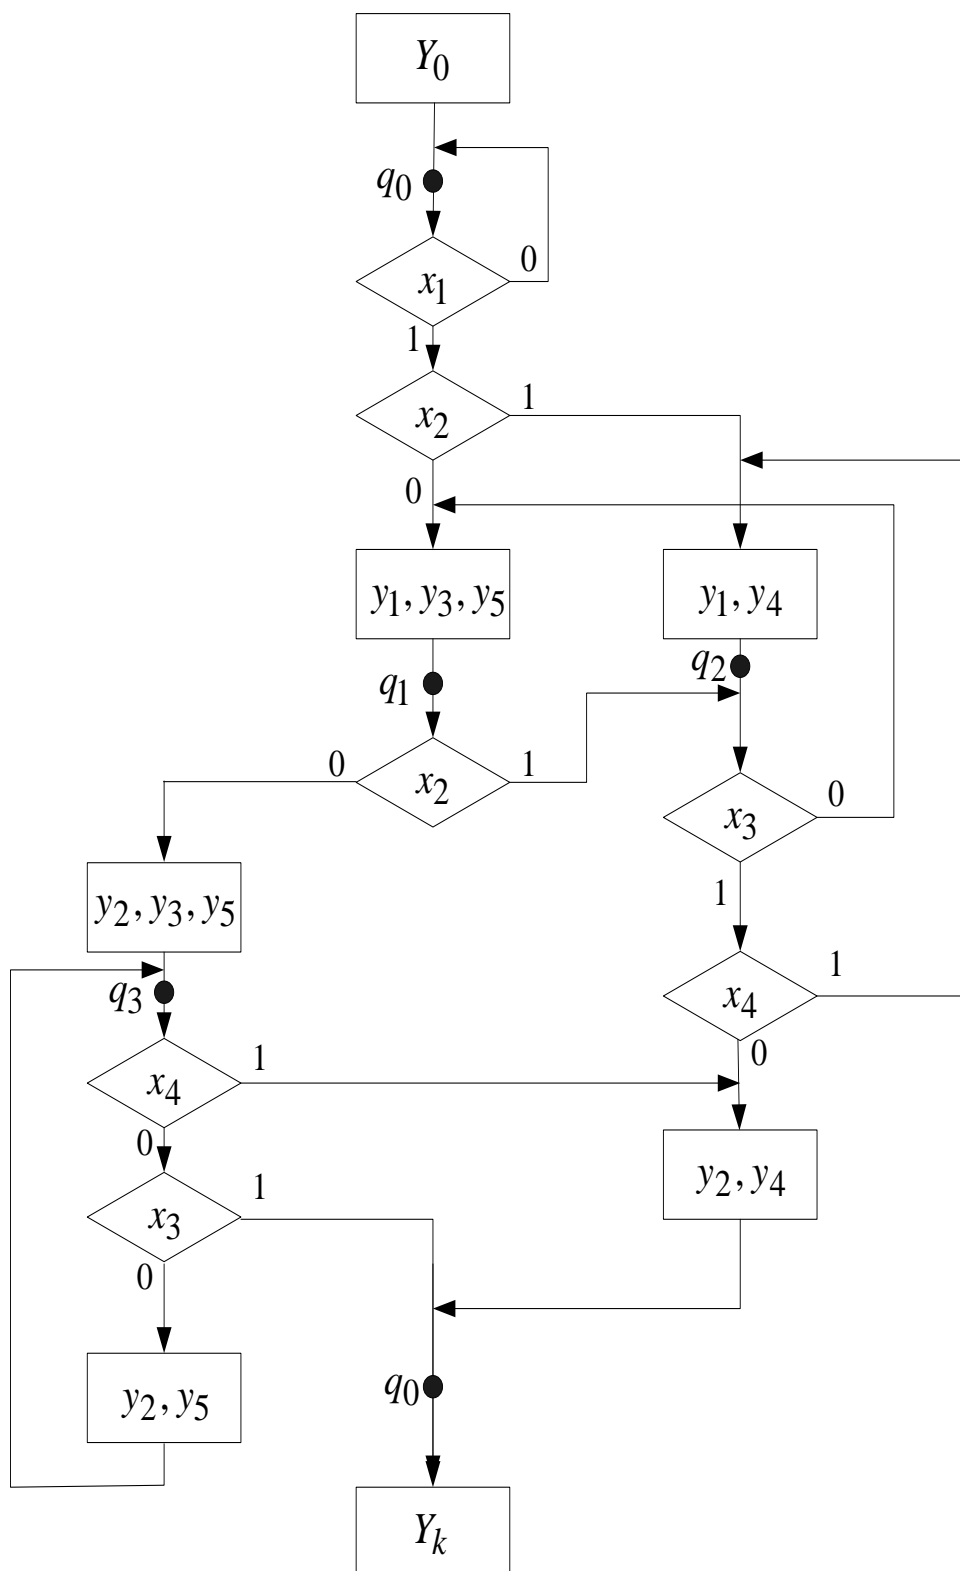 Y0
q0
x1
0
1
x2
1
0
y1, y3, y5
y1, y4
q1
q2
0
x2
1
x3
0
1
y2, y3, y5
q3
x4
1
0
x4
1
0
x3
1
0
y2, y4
y2, y5
q0
Yk